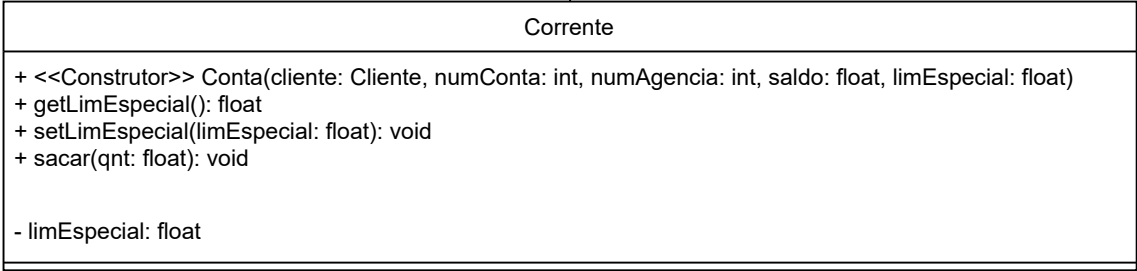 Corrente
+ <<Construtor>> Conta(cliente: Cliente, numConta: int, numAgencia: int, saldo: float, limEspecial: float)
+ getLimEspecial(): float
+ setLimEspecial(limEspecial: float): void
+ sacar(qnt: float): void
- limEspecial: float